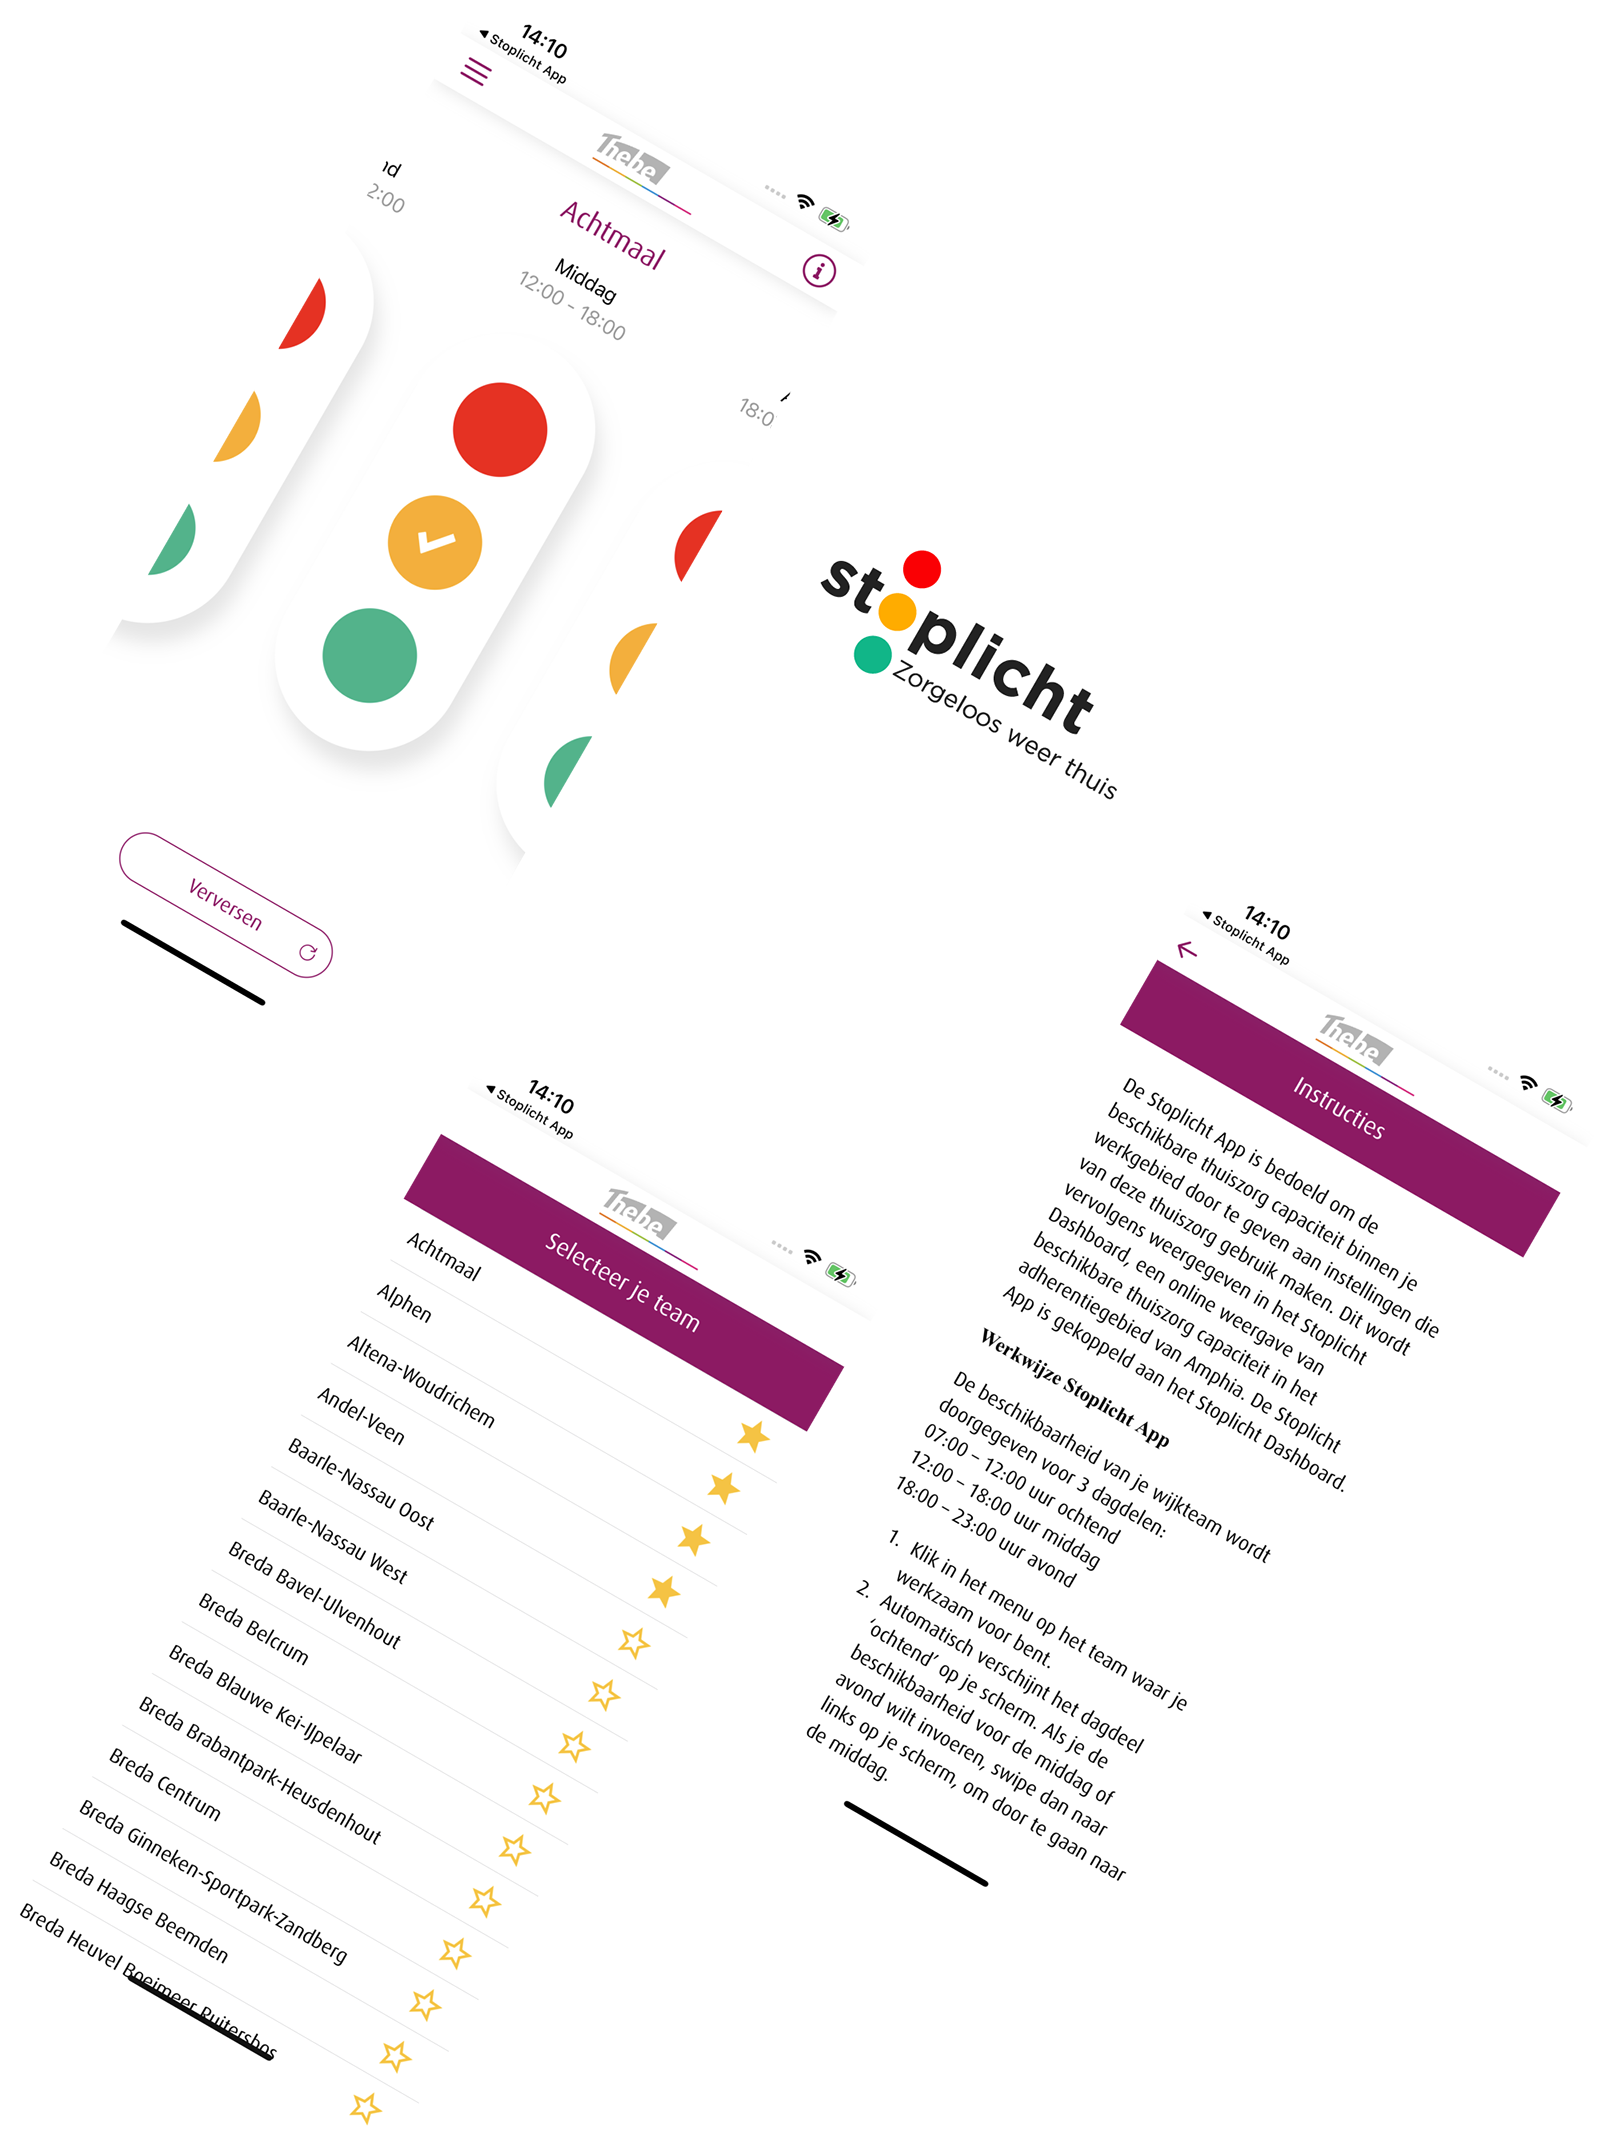 14:10
◀ Stoplicht App
Thebe
Achtmaal
nd
2:00
Middag
12:00 - 18:00
18:0
Verversen
stoplicht
Zorgeloos weer thuis
14:10
◀ Stoplicht App
Thebe
Selecteer je team
Achtmaal
Alphen
Altena-Woudrichem
Andel-Veen
Baarle-Nassau Oost
Baarle-Nassau West
Breda Bavel-Ulvenhout
Breda Belcrum
Breda Blauwe Kei-IJpelaar
Breda Brabantpark-Heusdenhout
Breda Centrum
Breda Ginneken-Sportpark-Zandberg
Breda Haagse Beemden
Breda Heuvel Boeimeer Ruitersbos
14:10
◀ Stoplicht App
Thebe
Instructies
De Stoplicht App is bedoeld om de
beschikbare thuiszorg capaciteit binnen je
werkgebied door te geven aan instellingen die
van deze thuiszorg gebruik maken. Dit wordt
vervolgens weergegeven in het Stoplicht
Dashboard, een online weergave van
beschikbare thuiszorg capaciteit in het
adherentiegebied van Amphia. De Stoplicht
App is gekoppeld aan het Stoplicht Dashboard.
Werkwijze Stoplicht App
De beschikbaarheid van je wijkteam wordt
doorgegeven voor 3 dagdelen:
07:00 – 12:00 uur ochtend
12:00 – 18:00 uur middag
18:00 – 23:00 uur avond
1. Klik in het menu op het team waar je
werkzaam voor bent.
2. Automatisch verschijnt het dagdeel
‘ochtend’ op je scherm. Als je de
beschikbaarheid voor de middag of
avond wilt invoeren, swipe dan naar
links op je scherm, om door te gaan naar
de middag.